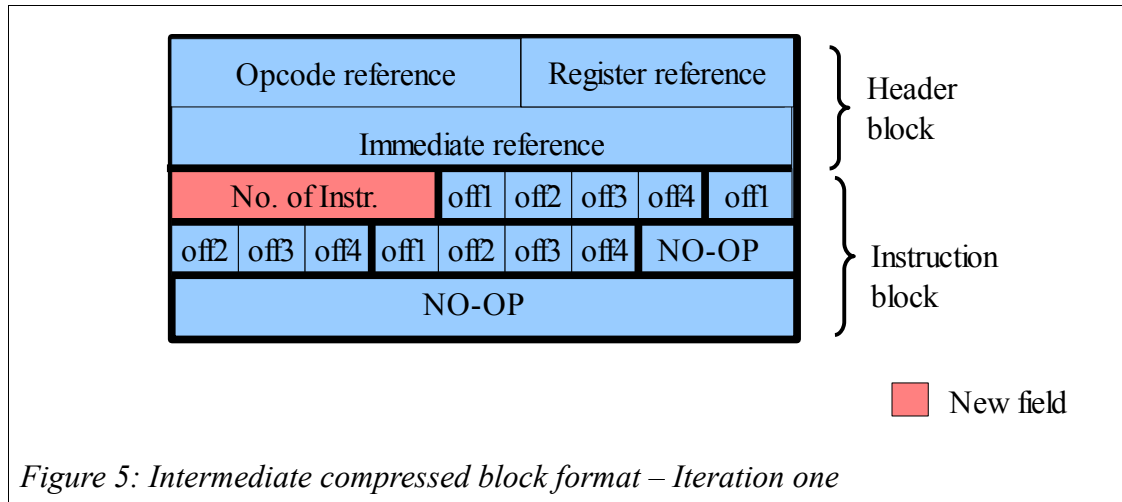 Opcode reference Register reference
Immediate reference
Header
block
No. of Instr. off1 off2 off3 off4 off1
off2 off3 off4 off1 off2 off3 off4 NO-OP
NO-OP
Instruction
block
New field
Figure 5: Intermediate compressed block format – Iteration one